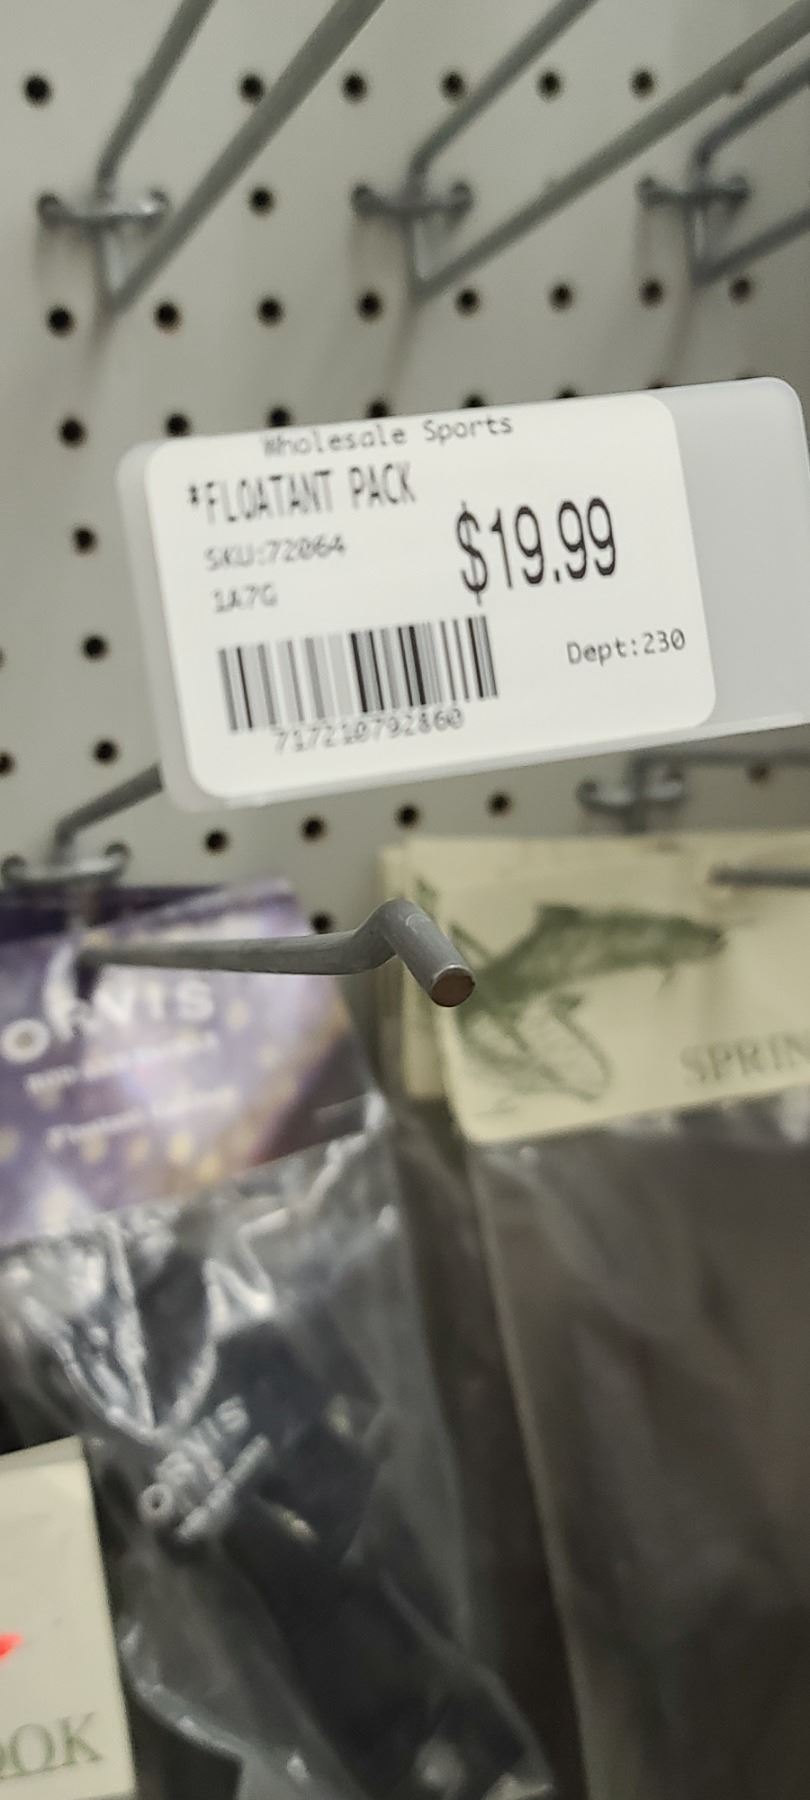 Wholesale Sports
*FLOATANT PACK
$19.99
SKU:72064
1A7G
Dept:230
717210792860
ORVIS
SPRIN
ORVIS
OOK